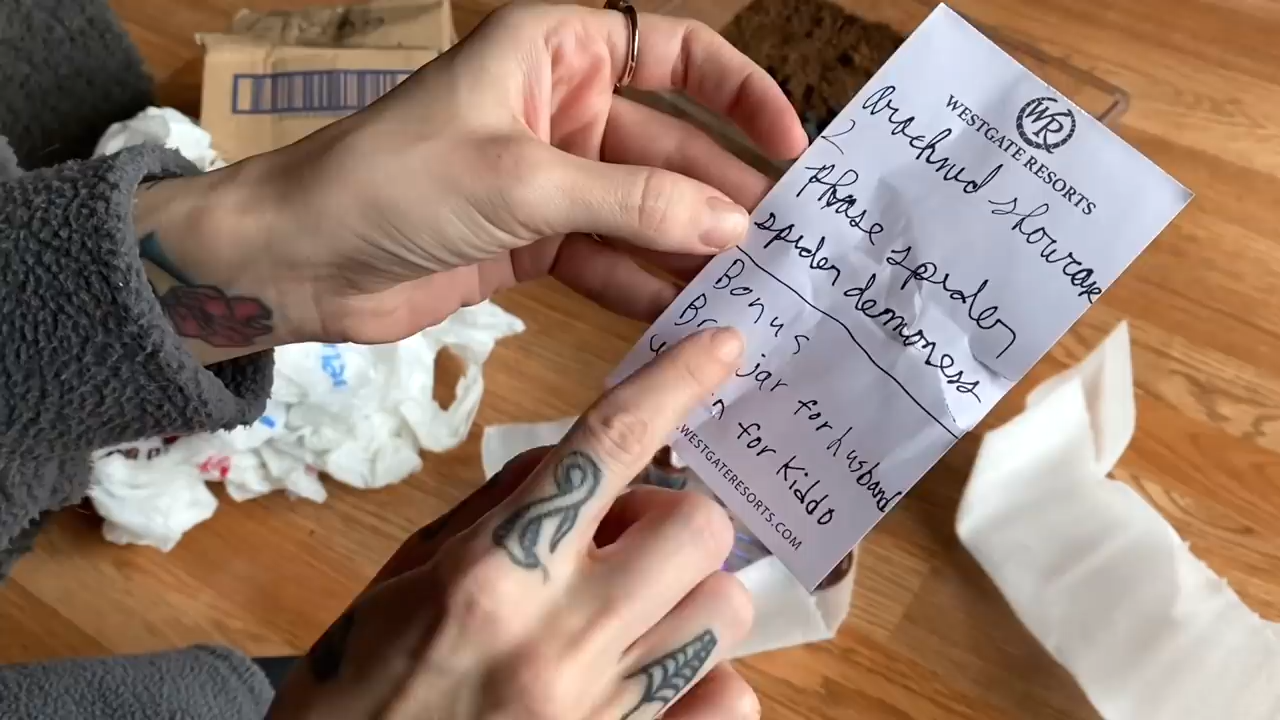 WR
WESTGATE RESORTS
arachnid showcase
2
Phase spider
spider demoness
Bonus
jar for husband
for Kiddo
.WESTGATERESORTS.COM